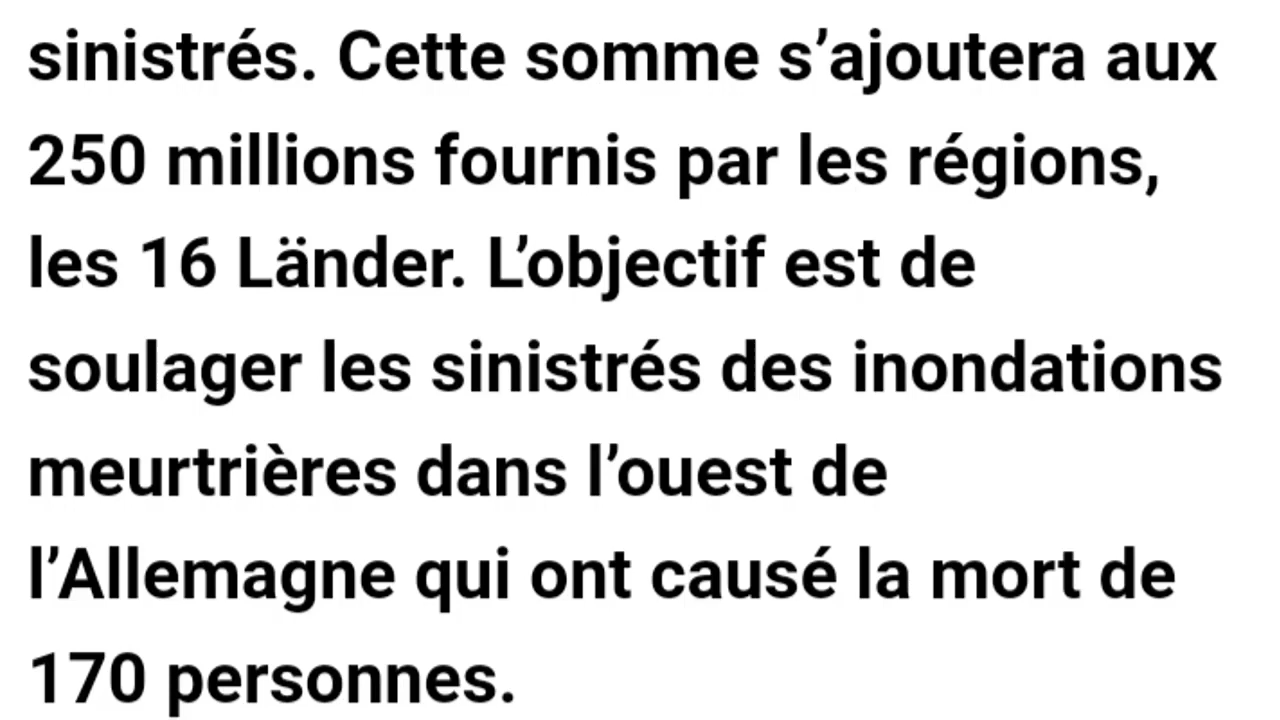 sinistrés. Cette somme s’ajoutera aux
250 millions fournis par les régions,
les 16 Länder. L’objectif est de
soulager les sinistrés des inondations
meurtrières dans l’ouest de
l’Allemagne qui ont causé la mort de
170 personnes.